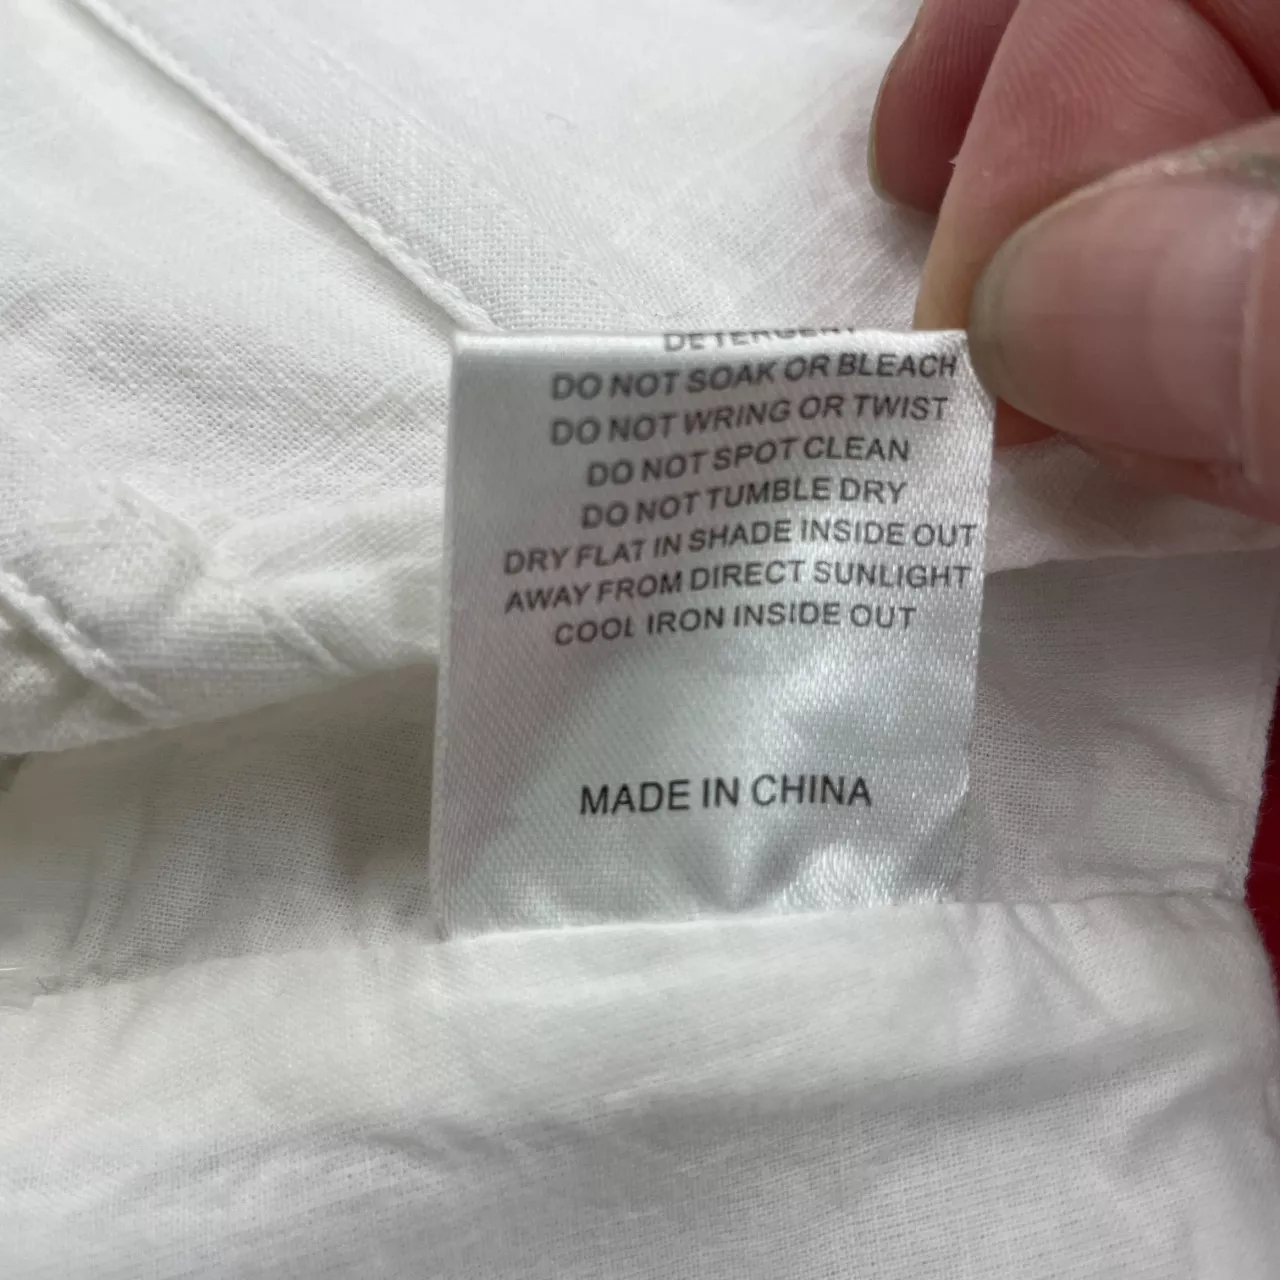 DETERGENT
DO NOT SOAK OR BLEACH
DO NOT WRING OR TWIST
DO NOT SPOT CLEAN
DO NOT TUMBLE DRY
DRY FLAT IN SHADE INSIDE OUT
AWAY FROM DIRECT SUNLIGHT
COOL IRON INSIDE OUT
MADE IN CHINA